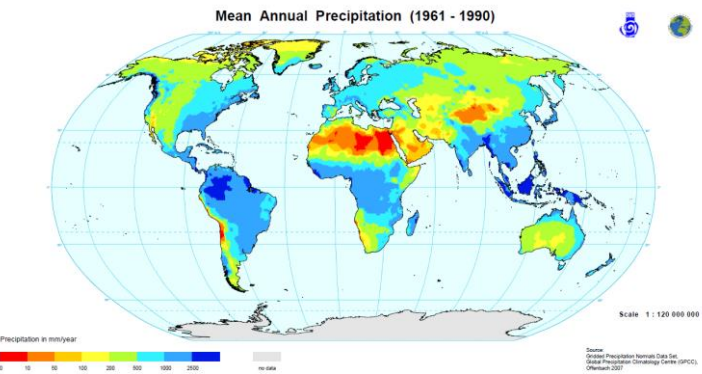 Mean Annual Precipitation (1961 - 1990)
Scale 1 : 120 000 000
Precipitation in mm/year
0 10 50 100 200 500 1000 2500
no data
Source:
Gridded Precipitation Normals Data Set,
Global Precipitation Climatology Centre (GPCC),
Offenbach 2007